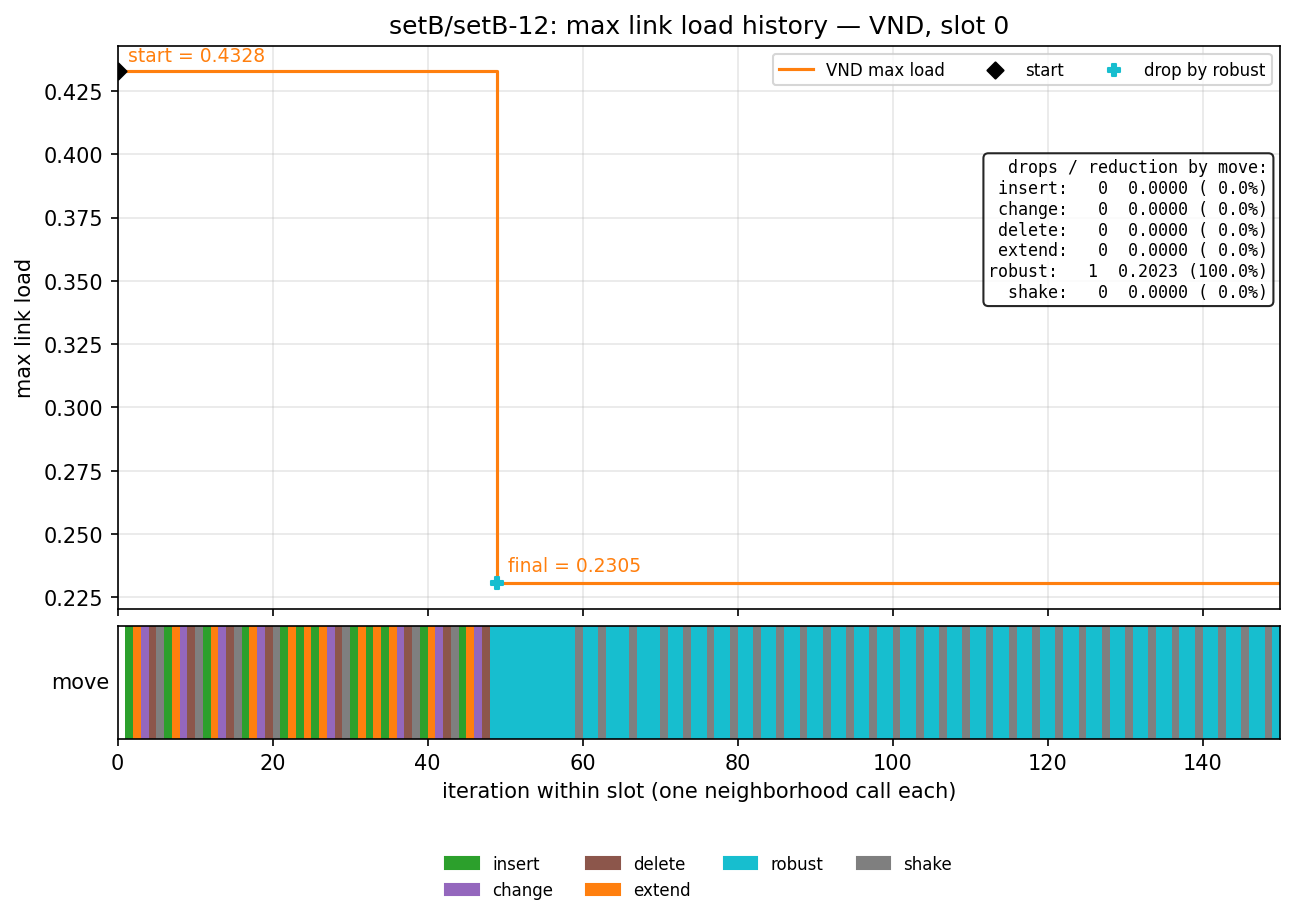 setB/setB-12: max link load history — VND, slot 0
start = 0.4328
VND max load
start
drop by robust
drops / reduction by move:
insert:   0  0.0000 ( 0.0%)
change:   0  0.0000 ( 0.0%)
delete:   0  0.0000 ( 0.0%)
extend:   0  0.0000 ( 0.0%)
robust:   1  0.2023 (100.0%)
shake:   0  0.0000 ( 0.0%)
max link load
0.425
0.400
0.375
0.350
0.325
0.300
0.275
0.250
0.225
final = 0.2305
move
0 20 40 60 80 100 120 140
iteration within slot (one neighborhood call each)
insert delete robust shake
change extend